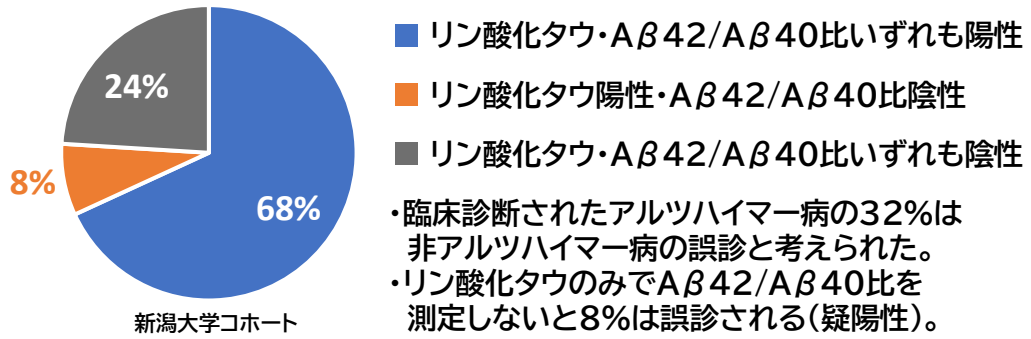 24%
8%
68%
新潟大学コホート
リン酸化タウ・Aβ42/Aβ40比いずれも陽性
リン酸化タウ陽性・Aβ42/Aβ40比陰性
リン酸化タウ・Aβ42/Aβ40比いずれも陰性
・臨床診断されたアルツハイマー病の32%は
非アルツハイマー病の誤診と考えられた。
・リン酸化タウのみでAβ42/Aβ40比を
測定しないと8%は誤診される(疑陽性)。